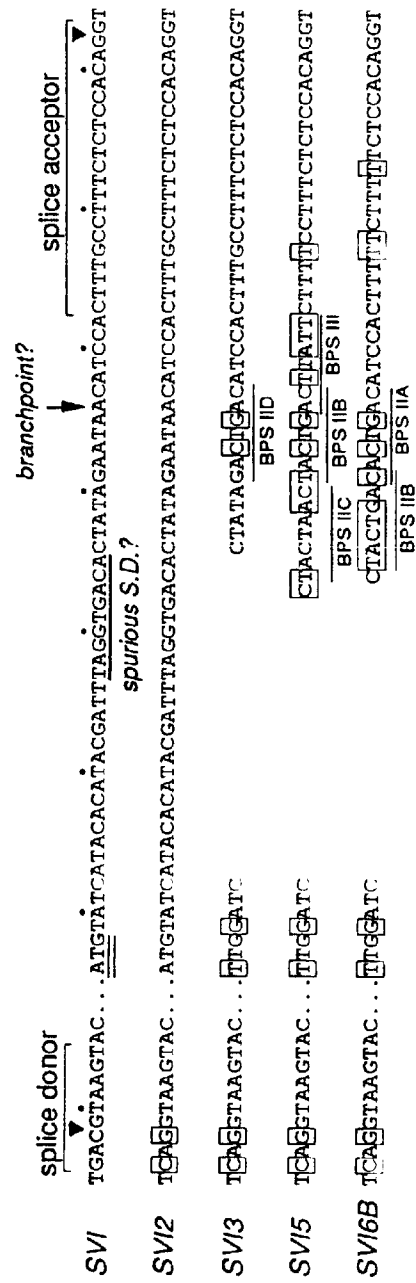 splice donor
branchpoint?
splice acceptor
SVI TGACGTAAGTAC...ATGTATCATACACATACGATTTAGGTGACACTATAGAATAACATCCACTTTGCCTTTCTCTCCACAGGT
spurious S.D.?
SVI2 TCAGGTAAGTAC...ATGTATCATACACATACGATTTAGGTGACACTATAGAATAACATCCACTTTGCCTTTCTCTCCACAGGT
SVI3 TCAGGTAAGTAC...TTGGATC CTATAGACTGACATCCACTTTGCCTTTCTCTCCACAGGT
BPS IID
SVI5 TCAGGTAAGTAC...TTGGATC CTACTAACTACTGACTTATTCTTTTCCTTTCTCTCCACAGGT
BPS IIC BPS IIB BPS III
SVI6B TCAGGTAAGTAC...TTGGATC CTACTGACACTGACATCCACTTTTTCTTTTTCTCCACAGGT
BPS IIB BPS IIA